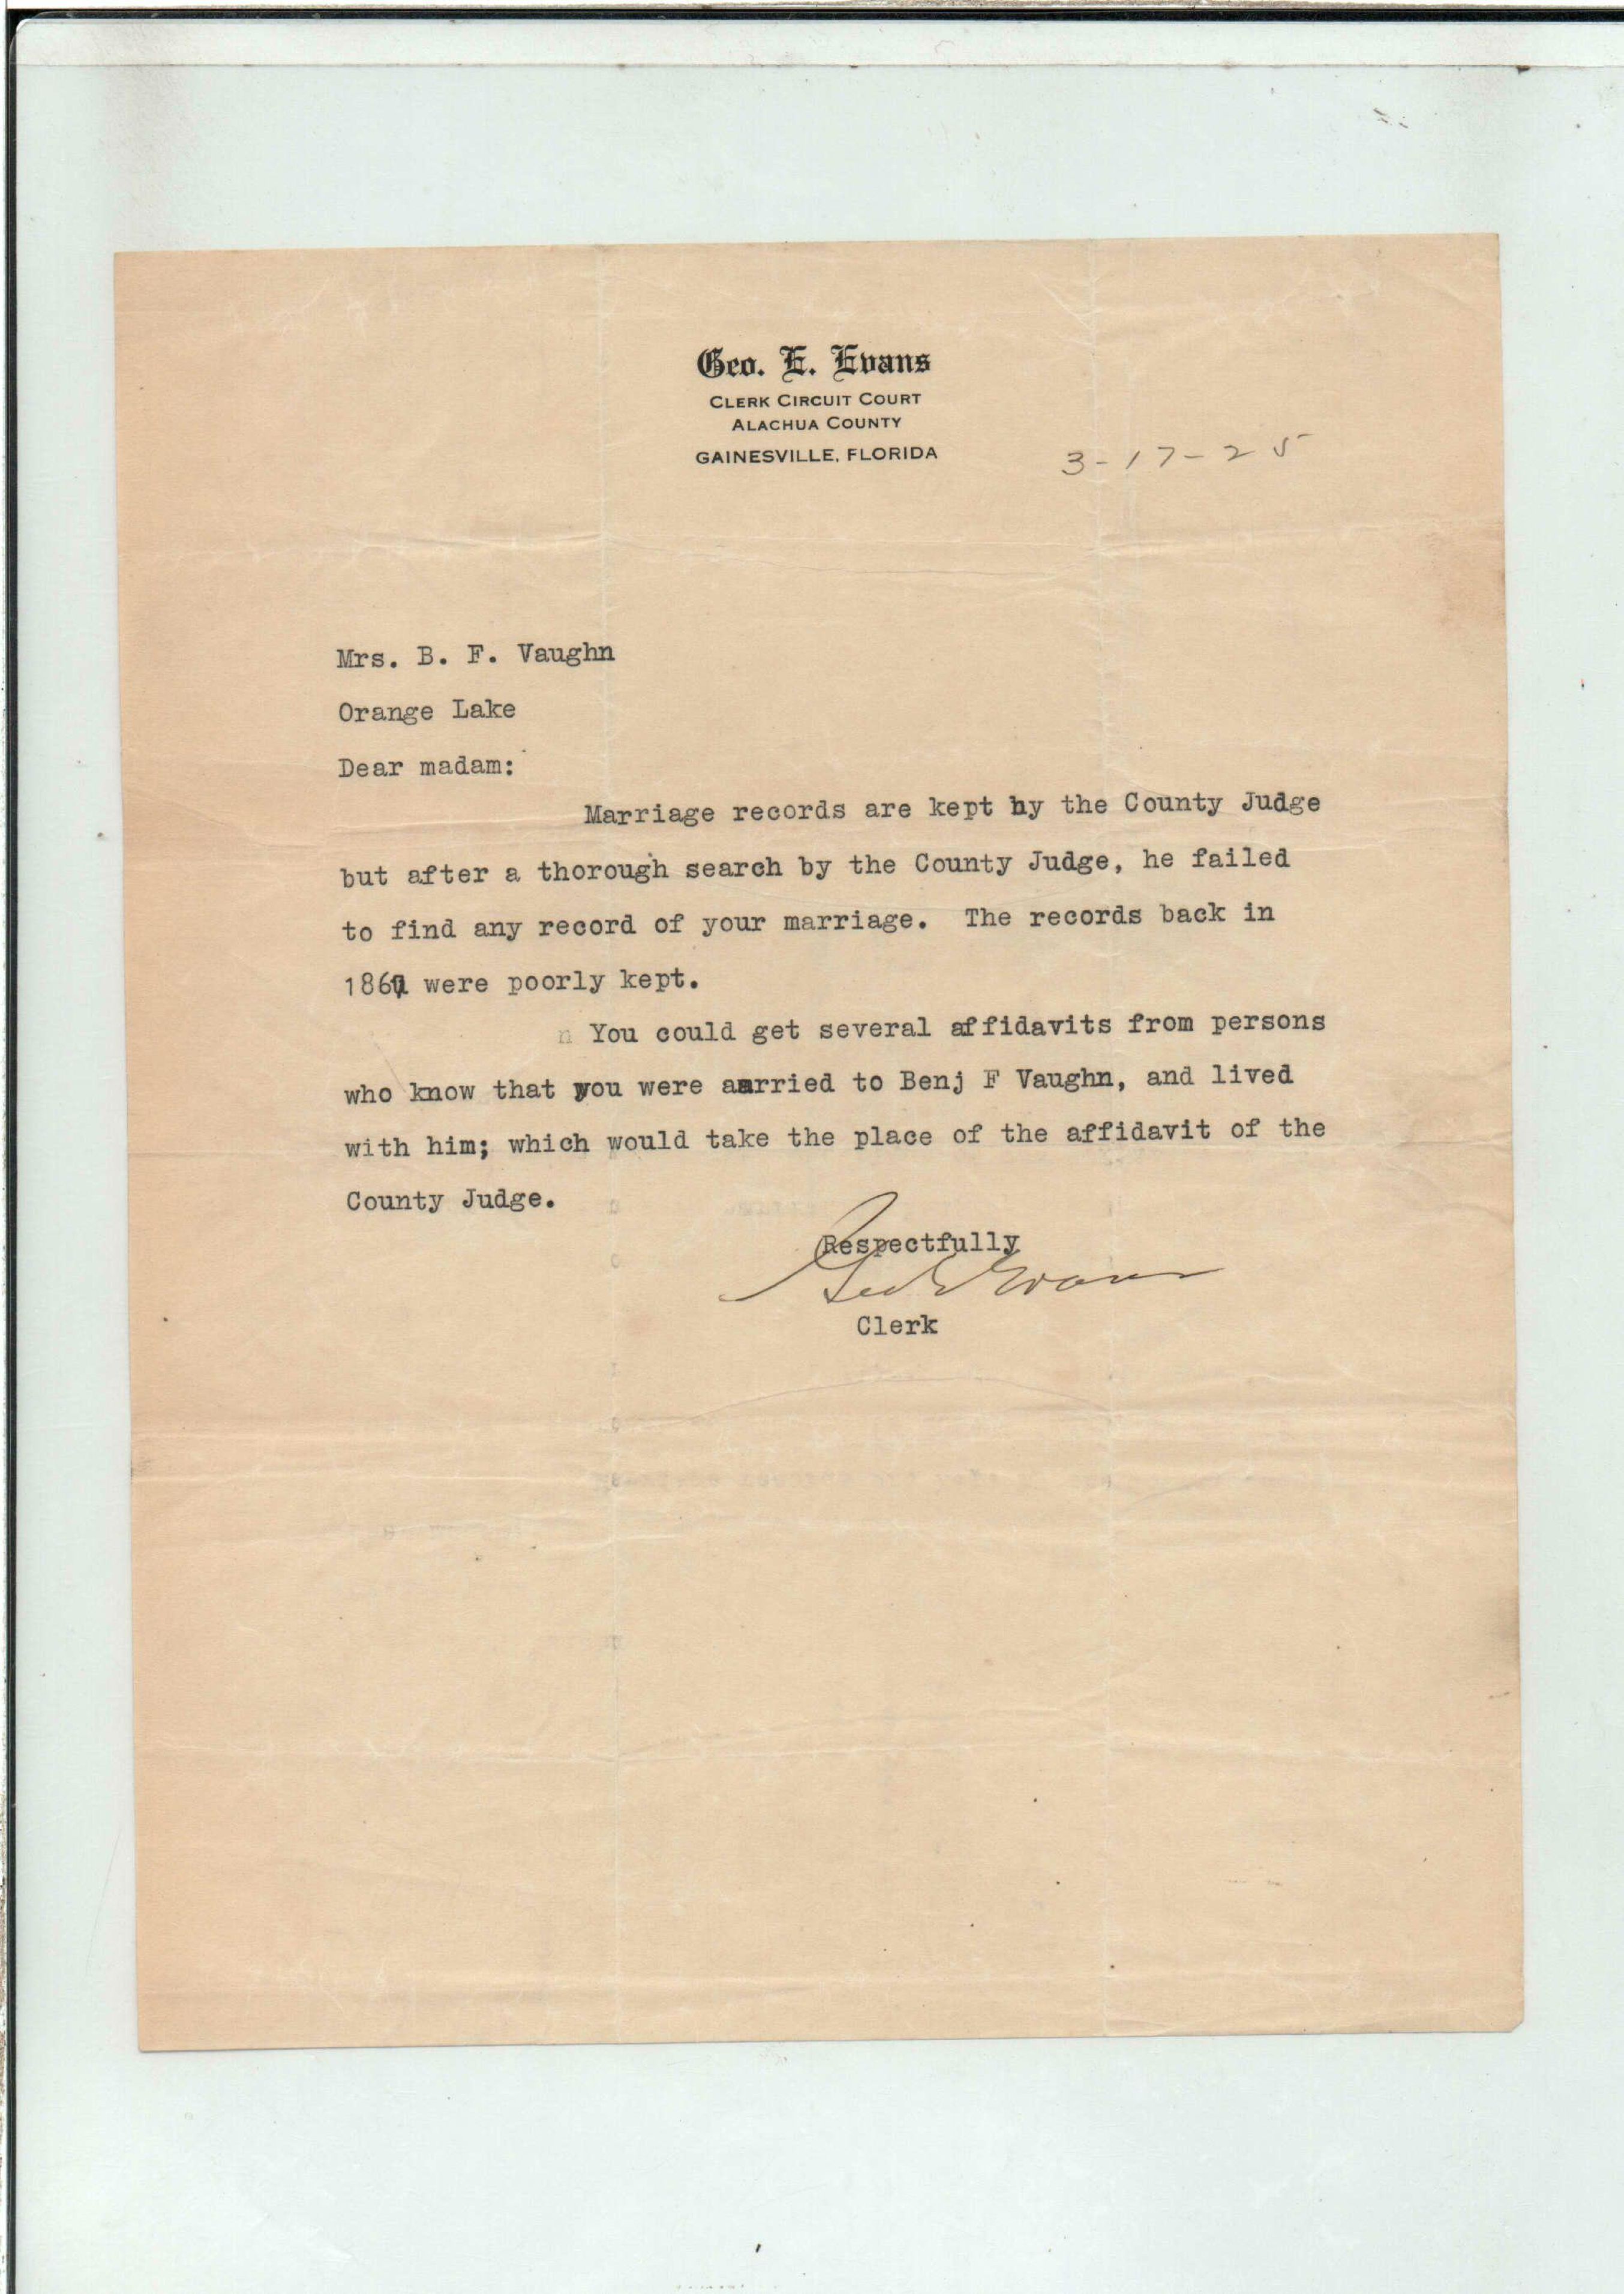 Geo. E. Evans
CLERK CIRCUIT COURT
ALACHUA COUNTY
GAINESVILLE, FLORIDA
3-17-25
Mrs. B. F. Vaughn
Orange Lake
Dear madam:
Marriage records are kept by the County Judge
but after a thorough search by the County Judge, he failed
to find any record of your marriage. The records back in
1867 were poorly kept.
n You could get several affidavits from persons
who know that you were aarried to Benj F Vaughn, and lived
with him; which would take the place of the affidavit of the
County Judge.
Respectfully
Geo E Evans
Clerk